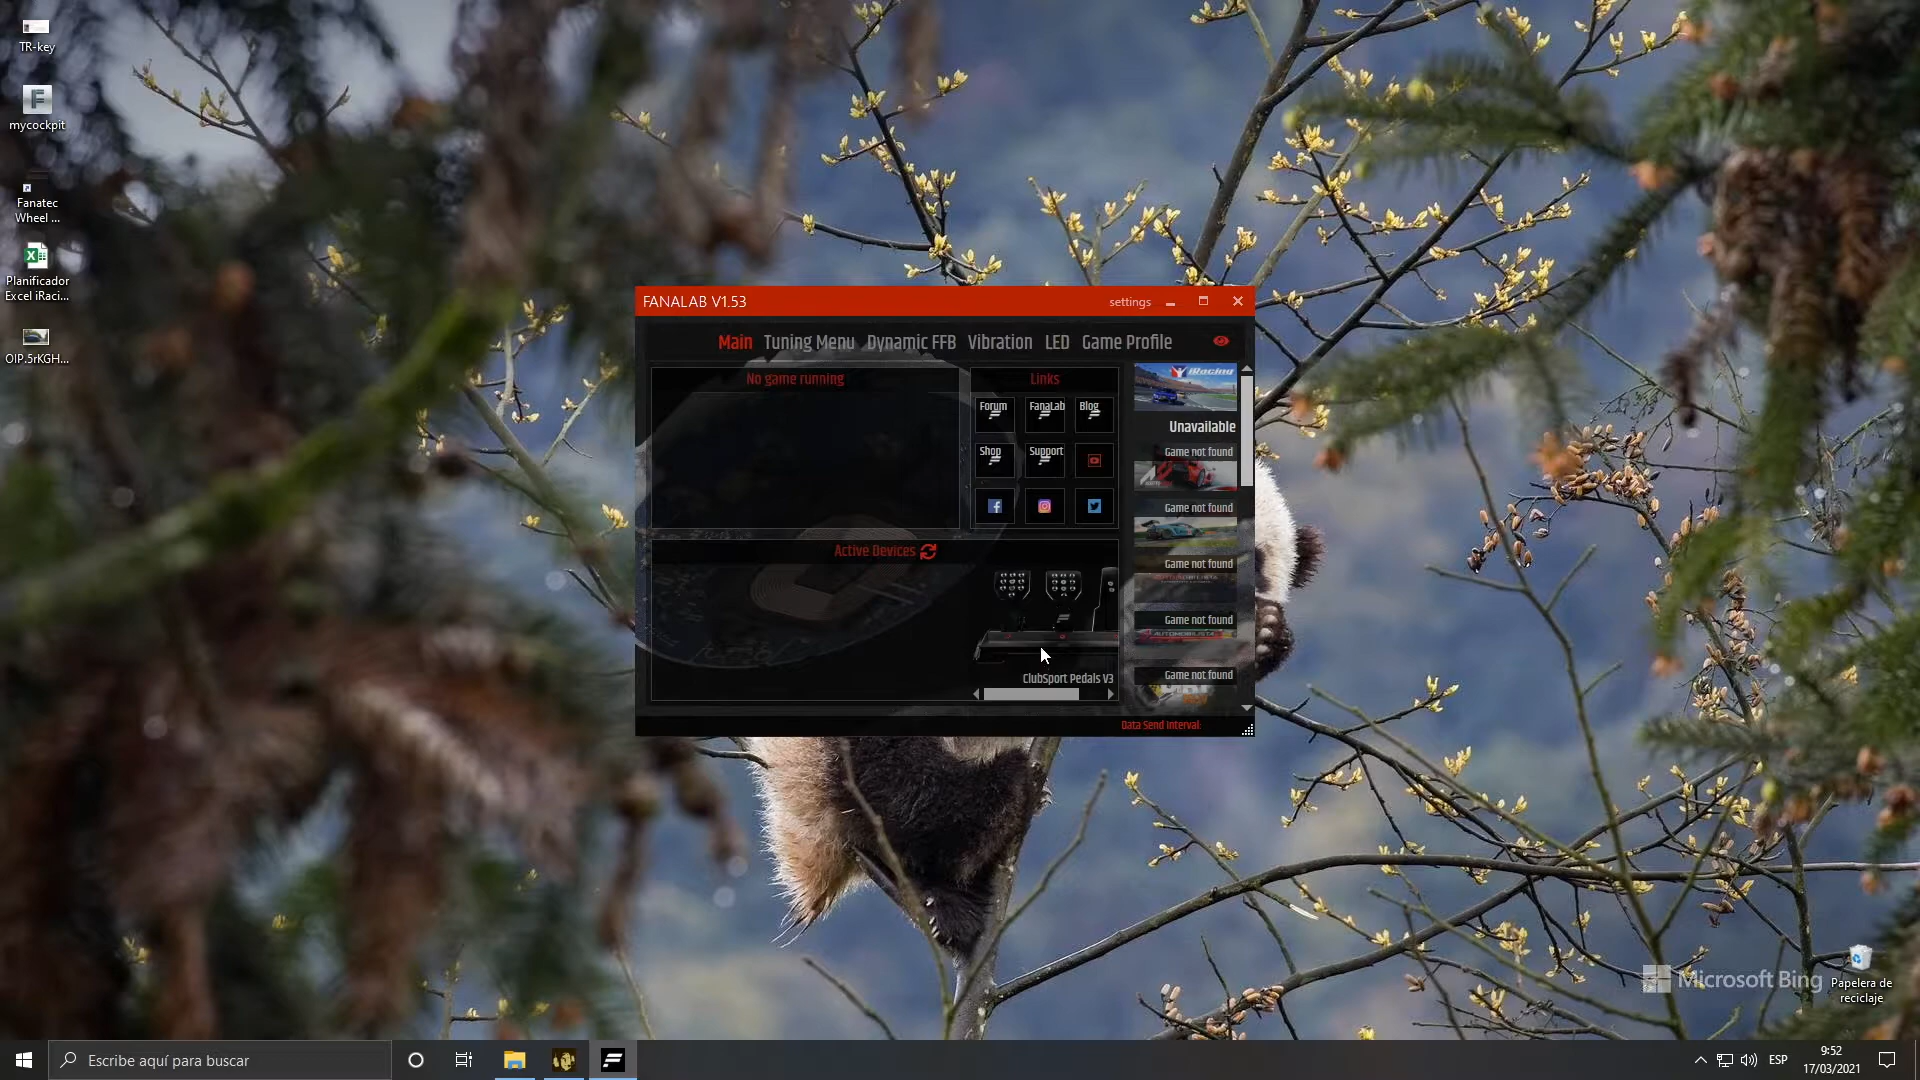 TR-key
mycockpit
Fanatec
Wheel ...
Planificador
Excel iRaci...
OIP.5rKGH...
FANALAB V1.53
settings
Main
Tuning Menu
Dynamic FFB
Vibration
LED
Game Profile
No game running
Links
Forum
FanaLab
Blog
Shop
Support
iRacing
Unavailable
Game not found
Game not found
Game not found
Game not found
AUTOMOBILISTA
Game not found
Active Devices
ClubSport Pedals V3
Data Send Interval:
Microsoft Bing
Papelera de
reciclaje
Escribe aquí para buscar
ESP
9:52
17/03/2021